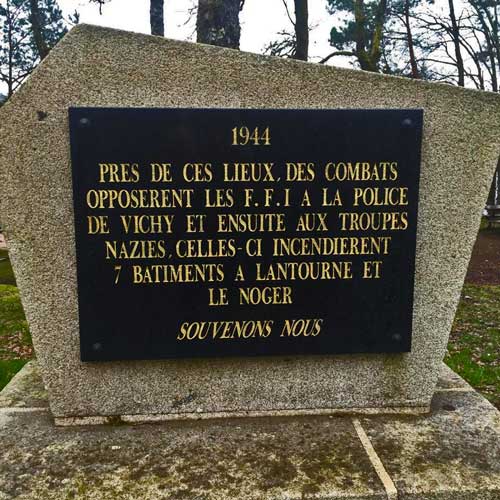 1944
PRES DE CES LIEUX, DES COMBATS
OPPOSERENT LES F.F.I A LA POLICE
DE VICHY ET ENSUITE AUX TROUPES
NAZIES, CELLES-CI INCENDIERENT
7 BATIMENTS A LANTOURNE ET
LE NOGER
SOUVENONS NOUS